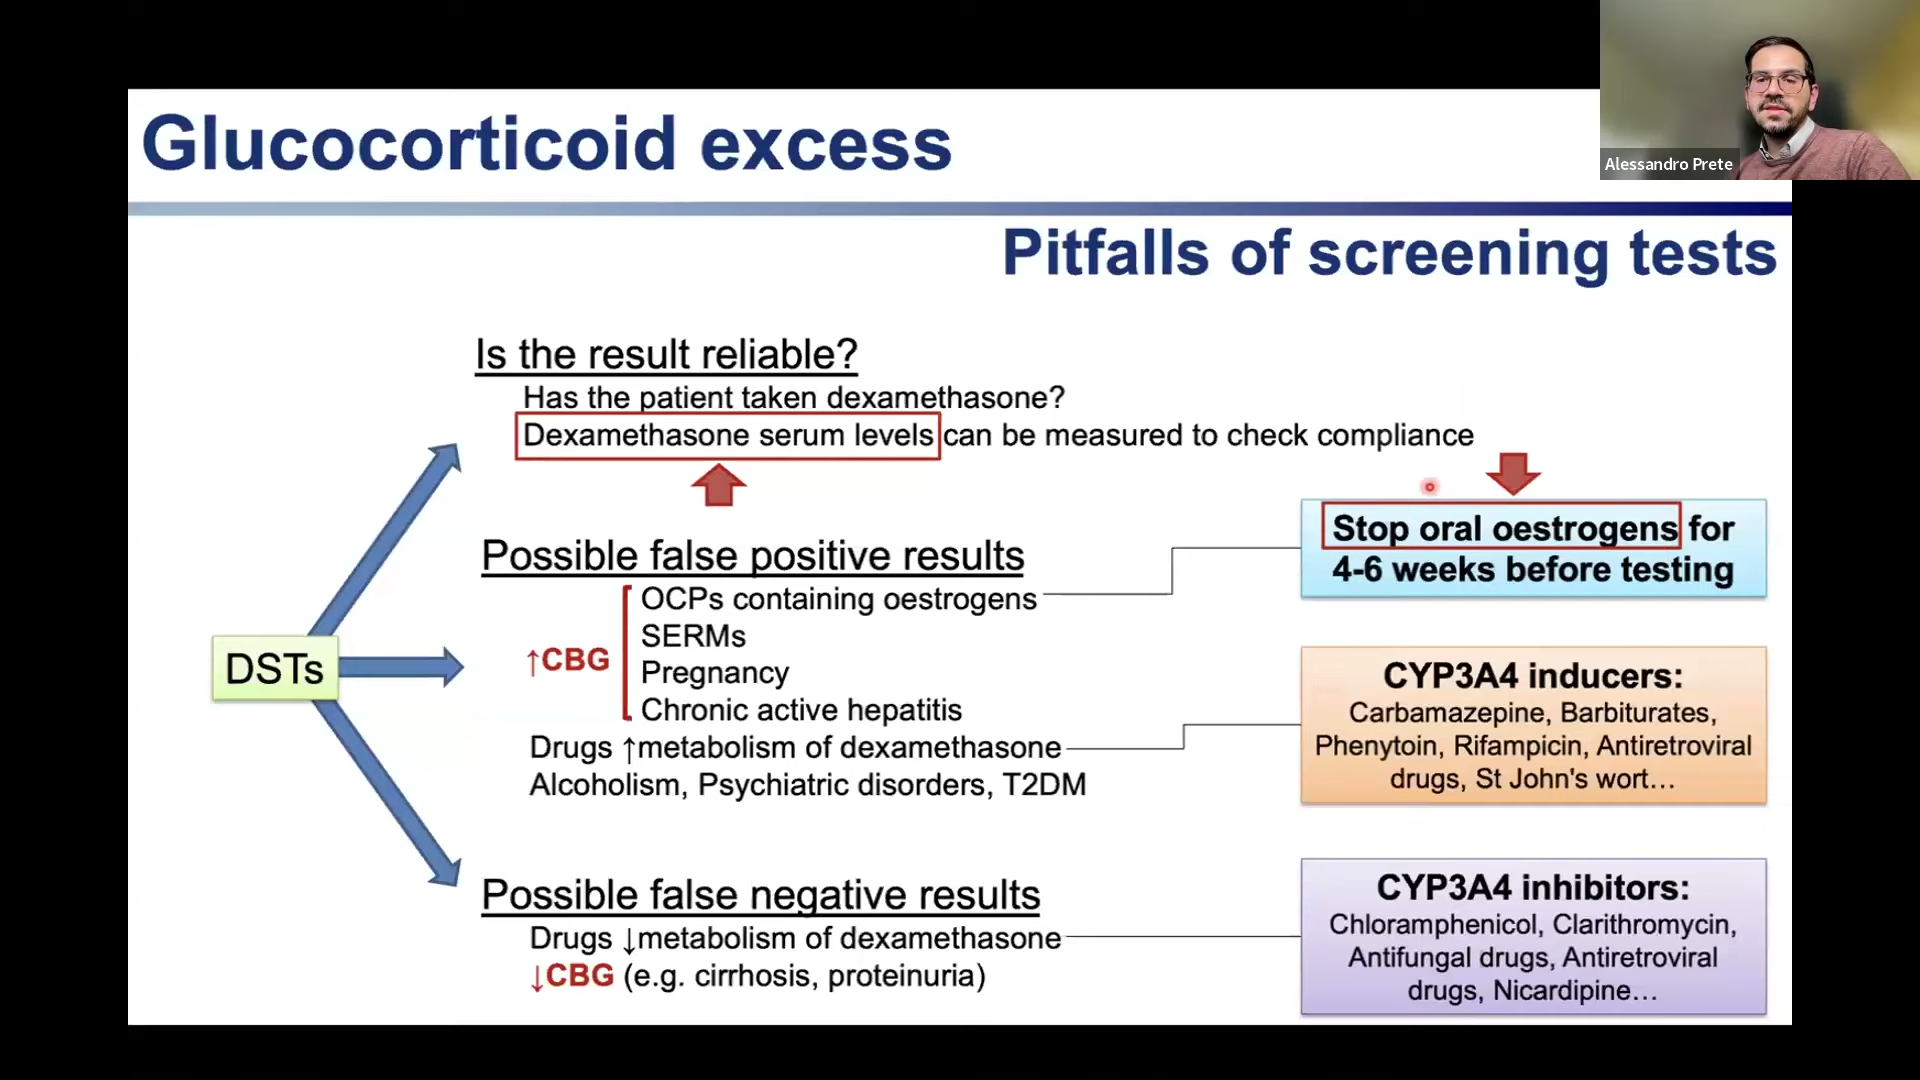 Glucocorticoid excess
Alessandro Prete
Pitfalls of screening tests
Is the result reliable?
Has the patient taken dexamethasone?
Dexamethasone serum levels can be measured to check compliance
Stop oral oestrogens for
4-6 weeks before testing
Possible false positive results
OCPs containing oestrogens
SERMs
↑CBG
Pregnancy
Chronic active hepatitis
Drugs ↑metabolism of dexamethasone
Alcoholism, Psychiatric disorders, T2DM
DSTs
CYP3A4 inducers:
Carbamazepine, Barbiturates,
Phenytoin, Rifampicin, Antiretroviral
drugs, St John's wort...
Possible false negative results
Drugs ↓metabolism of dexamethasone
↓CBG (e.g. cirrhosis, proteinuria)
CYP3A4 inhibitors:
Chloramphenicol, Clarithromycin,
Antifungal drugs, Antiretroviral
drugs, Nicardipine...